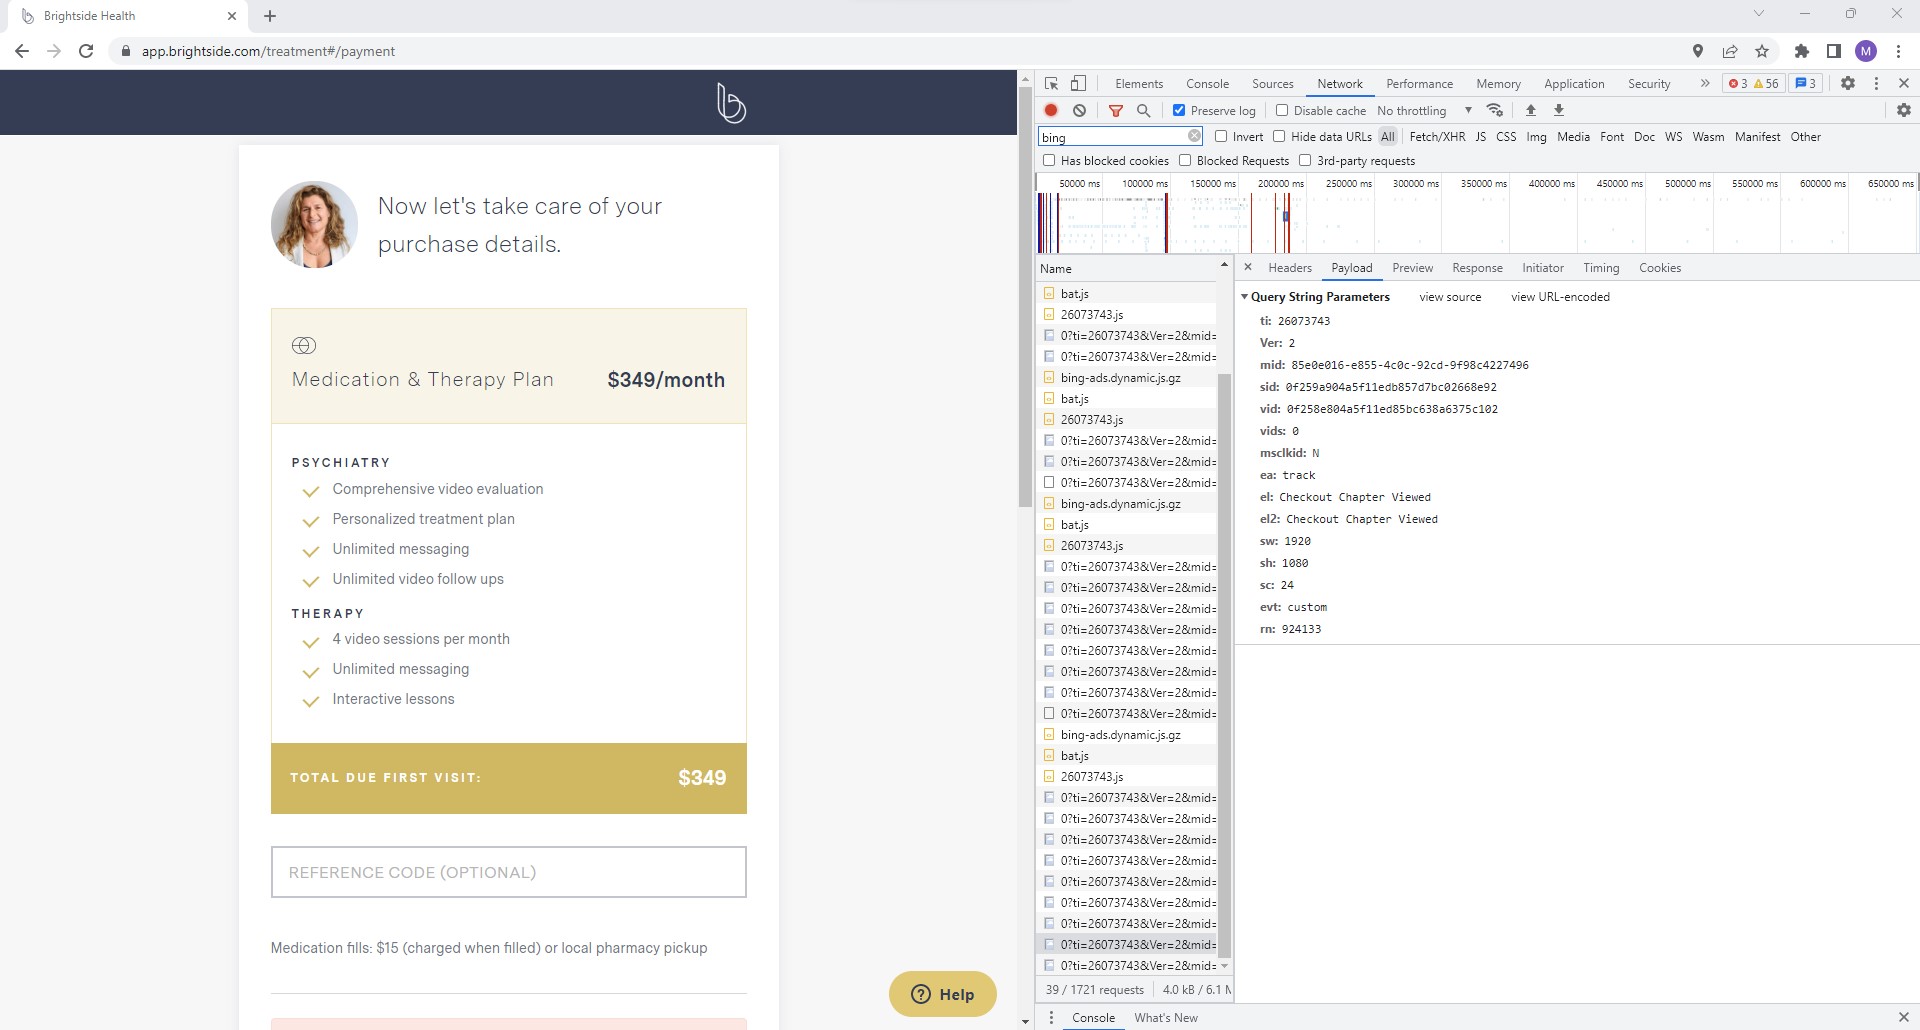 Brightside Health
app.brightside.com/treatment#/payment
M
Now let's take care of your
purchase details.
Medication & Therapy Plan $349/month
PSYCHIATRY
Comprehensive video evaluation
Personalized treatment plan
Unlimited messaging
Unlimited video follow ups
THERAPY
4 video sessions per month
Unlimited messaging
Interactive lessons
TOTAL DUE FIRST VISIT: $349
REFERENCE CODE (OPTIONAL)
Medication fills: $15 (charged when filled) or local pharmacy pickup
Help
Elements Console Sources Network Performance Memory Application Security 3 56 3
Preserve log Disable cache No throttling
bing Invert Hide data URLs All Fetch/XHR JS CSS Img Media Font Doc WS Wasm Manifest Other
Has blocked cookies Blocked Requests 3rd-party requests
50000 ms 100000 ms 150000 ms 200000 ms 250000 ms 300000 ms 350000 ms 400000 ms 450000 ms 500000 ms 550000 ms 600000 ms 650000 ms
Name
bat.js
26073743.js
0?ti=26073743&Ver=2&mid=
0?ti=26073743&Ver=2&mid=
bing-ads.dynamic.js.gz
bat.js
26073743.js
0?ti=26073743&Ver=2&mid=
0?ti=26073743&Ver=2&mid=
0?ti=26073743&Ver=2&mid=
bing-ads.dynamic.js.gz
bat.js
26073743.js
0?ti=26073743&Ver=2&mid=
0?ti=26073743&Ver=2&mid=
0?ti=26073743&Ver=2&mid=
0?ti=26073743&Ver=2&mid=
0?ti=26073743&Ver=2&mid=
0?ti=26073743&Ver=2&mid=
0?ti=26073743&Ver=2&mid=
0?ti=26073743&Ver=2&mid=
bing-ads.dynamic.js.gz
bat.js
26073743.js
0?ti=26073743&Ver=2&mid=
0?ti=26073743&Ver=2&mid=
0?ti=26073743&Ver=2&mid=
0?ti=26073743&Ver=2&mid=
0?ti=26073743&Ver=2&mid=
0?ti=26073743&Ver=2&mid=
0?ti=26073743&Ver=2&mid=
0?ti=26073743&Ver=2&mid=
0?ti=26073743&Ver=2&mid=
39 / 1721 requests 4.0 kB / 6.1 M
Headers Payload Preview Response Initiator Timing Cookies
Query String Parameters view source view URL-encoded
ti: 26073743
Ver: 2
mid: 85e0e016-e855-4c0c-92cd-9f98c4227496
sid: 0f259a904a5f11edb857d7bc02668e92
vid: 0f258e804a5f11ed85bc638a6375c102
vids: 0
msclkid: N
ea: track
el: Checkout Chapter Viewed
el2: Checkout Chapter Viewed
sw: 1920
sh: 1080
sc: 24
evt: custom
rn: 924133
Console What's New